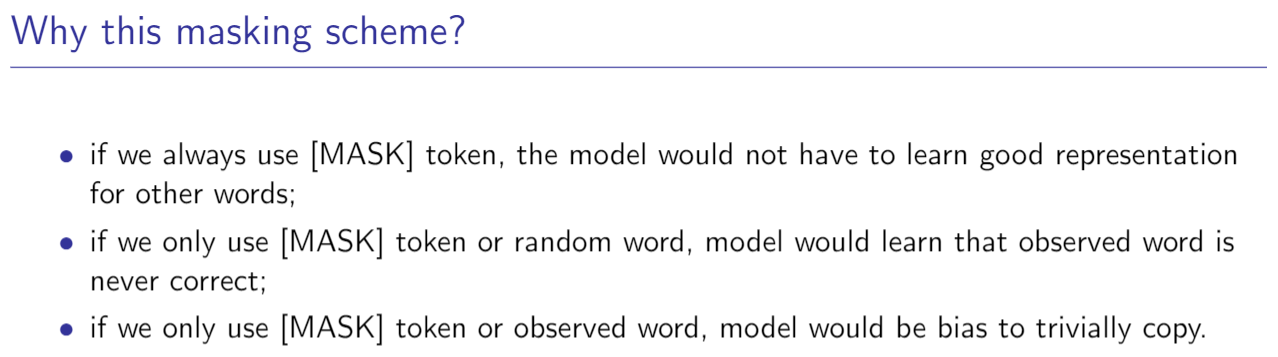 Why this masking scheme?
• if we always use [MASK] token, the model would not have to learn good representation
for other words;
• if we only use [MASK] token or random word, model would learn that observed word is
never correct;
• if we only use [MASK] token or observed word, model would be bias to trivially copy.